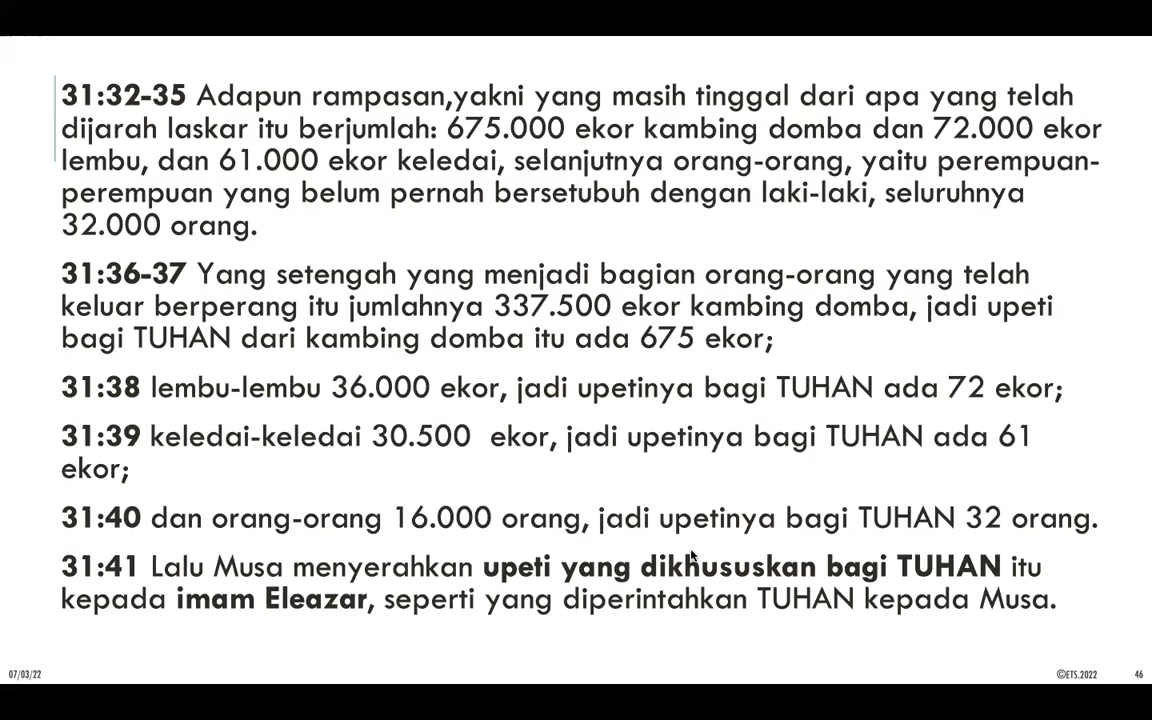 31:32-35 Adapun rampasan,yakni yang masih tinggal dari apa yang telah
dijarah laskar itu berjumlah: 675.000 ekor kambing domba dan 72.000 ekor
lembu, dan 61.000 ekor keledai, selanjutnya orang-orang, yaitu perempuan-
perempuan yang belum pernah bersetubuh dengan laki-laki, seluruhnya
32.000 orang.
31:36-37 Yang setengah yang menjadi bagian orang-orang yang telah
keluar berperang itu jumlahnya 337.500 ekor kambing domba, jadi upeti
bagi TUHAN dari kambing domba itu ada 675 ekor;
31:38 lembu-lembu 36.000 ekor, jadi upetinya bagi TUHAN ada 72 ekor;
31:39 keledai-keledai 30.500  ekor, jadi upetinya bagi TUHAN ada 61
ekor;
31:40 dan orang-orang 16.000 orang, jadi upetinya bagi TUHAN 32 orang.
31:41 Lalu Musa menyerahkan upeti yang dikhususkan bagi TUHAN itu
kepada imam Eleazar, seperti yang diperintahkan TUHAN kepada Musa.
07/03/22
©ETS.2022
46